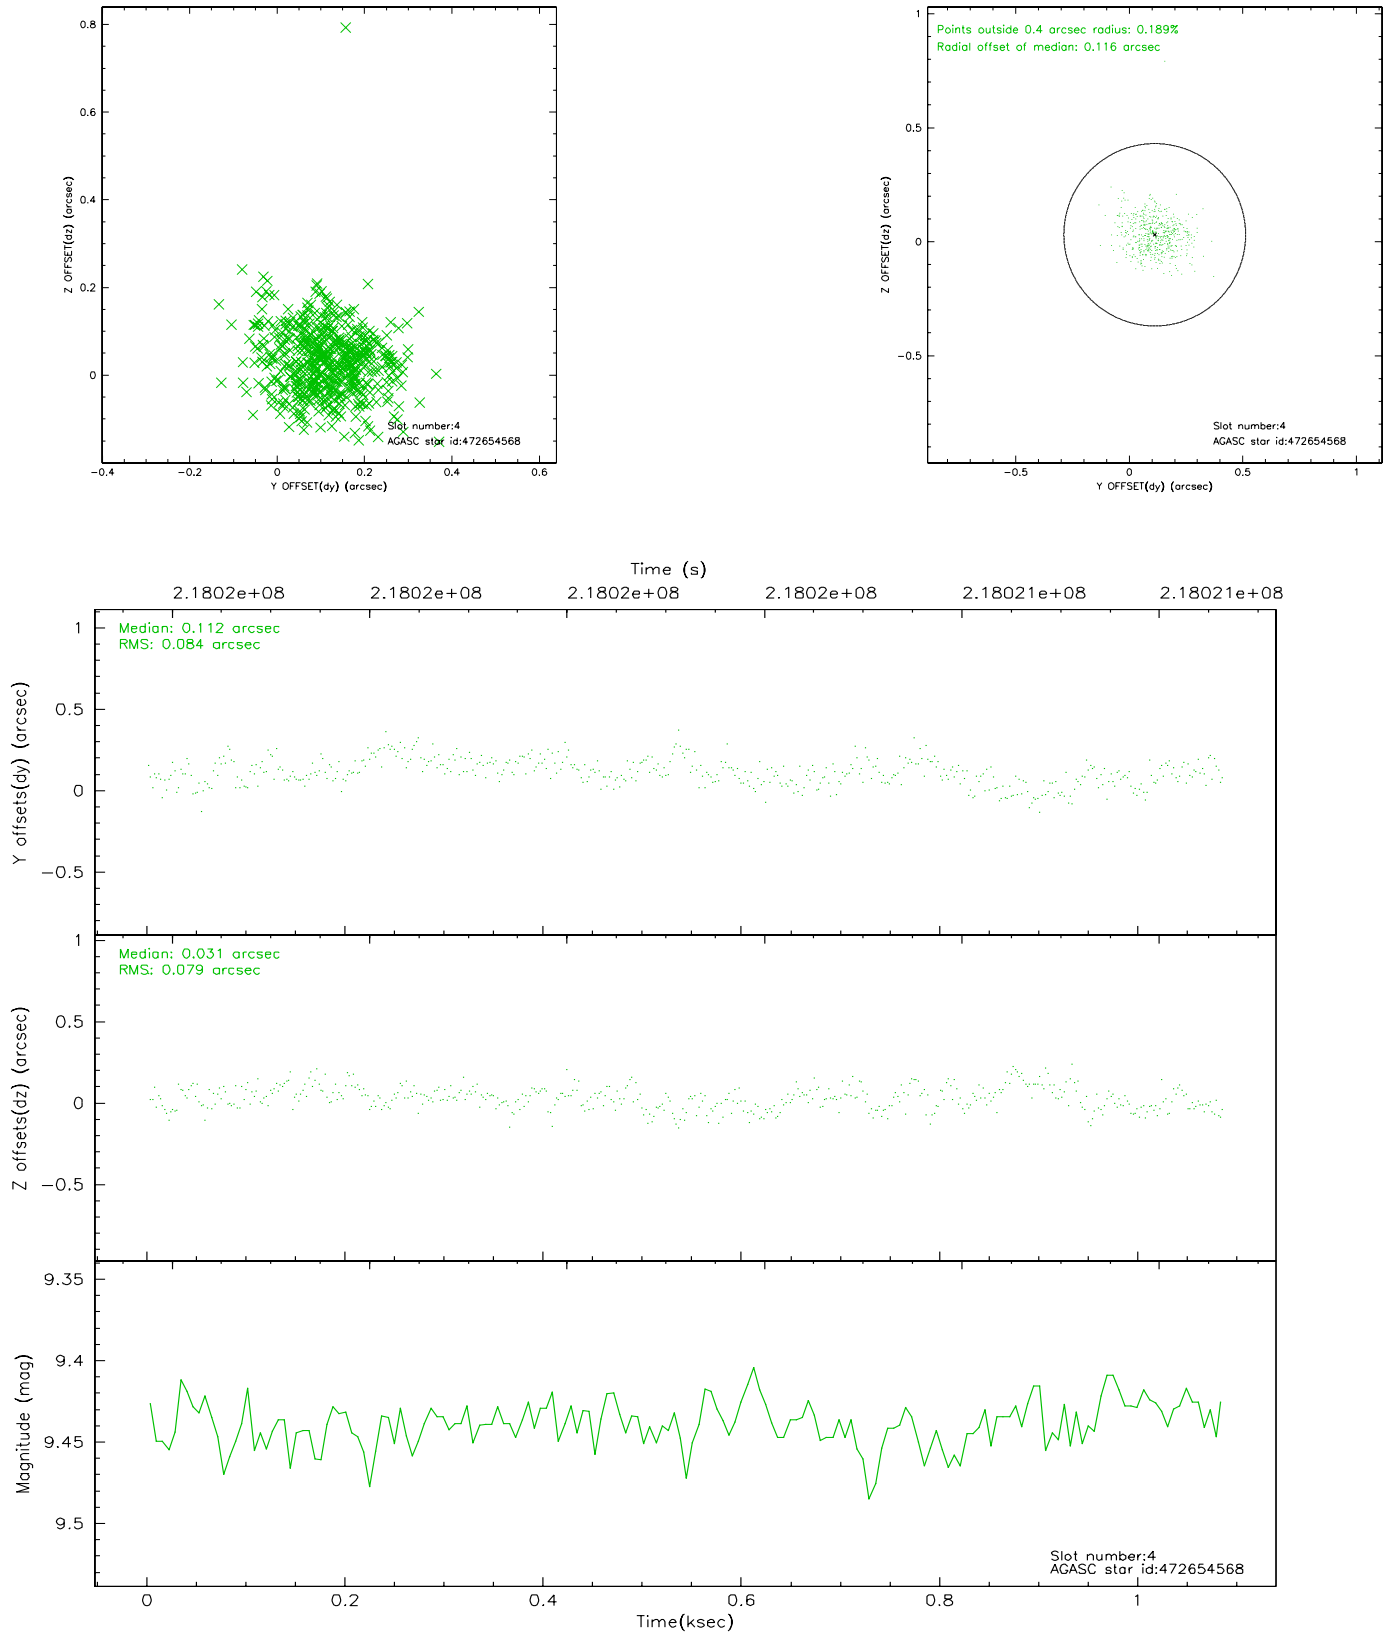 0.8
0.6
0.4
0.2
0
−0.4
−0.2
0
0.2
0.4
0.6
Z OFFSET(dz) (arcsec)
Y OFFSET(dy) (arcsec)
Slot number:4
AGASC star id:472654568
Points outside 0.4 arcsec radius: 0.189%
Radial offset of median: 0.116 arcsec
1
0.5
0
−0.5
−0.5
0
0.5
1
Z OFFSET(dz) (arcsec)
Y OFFSET(dy) (arcsec)
Slot number:4
AGASC star id:472654568
Time (s)
2.1802e+08 2.1802e+08 2.1802e+08 2.1802e+08 2.18021e+08 2.18021e+08
Median: 0.112 arcsec
RMS: 0.084 arcsec
1
0.5
0
−0.5
Y offsets(dy) (arcsec)
Median: 0.031 arcsec
RMS: 0.079 arcsec
1
0.5
0
−0.5
Z offsets(dz) (arcsec)
9.35
9.4
9.45
9.5
Magnitude (mag)
Slot number:4
AGASC star id:472654568
0 0.2 0.4 0.6 0.8 1
Time(ksec)